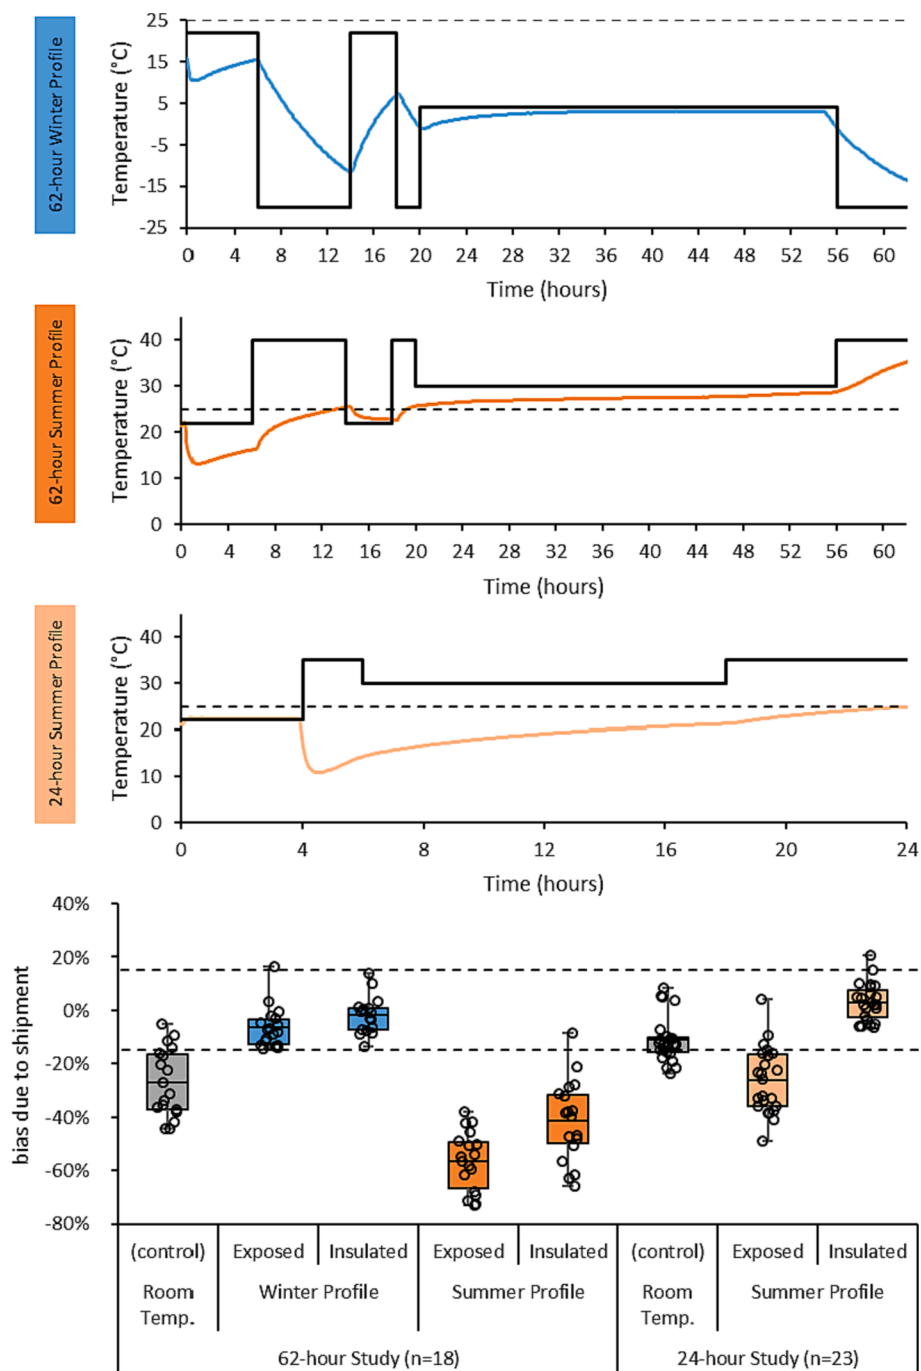 62-hour Winter Profile
Temperature (°C)
25
15
5
-5
-15
-25
0 4 8 12 16 20 24 28 32 36 40 44 48 52 56 60
Time (hours)
62-hour Summer Profile
Temperature (°C)
40
30
20
10
0
0 4 8 12 16 20 24 28 32 36 40 44 48 52 56 60
Time (hours)
24-hour Summer Profile
Temperature (°C)
40
30
20
10
0
0 4 8 12 16 20 24
Time (hours)
bias due to shipment
40%
20%
0%
-20%
-40%
-60%
-80%
(control) Exposed Insulated Exposed Insulated (control) Exposed Insulated
Room Temp. Winter Profile Summer Profile Room Temp. Summer Profile
62-hour Study (n=18) 24-hour Study (n=23)